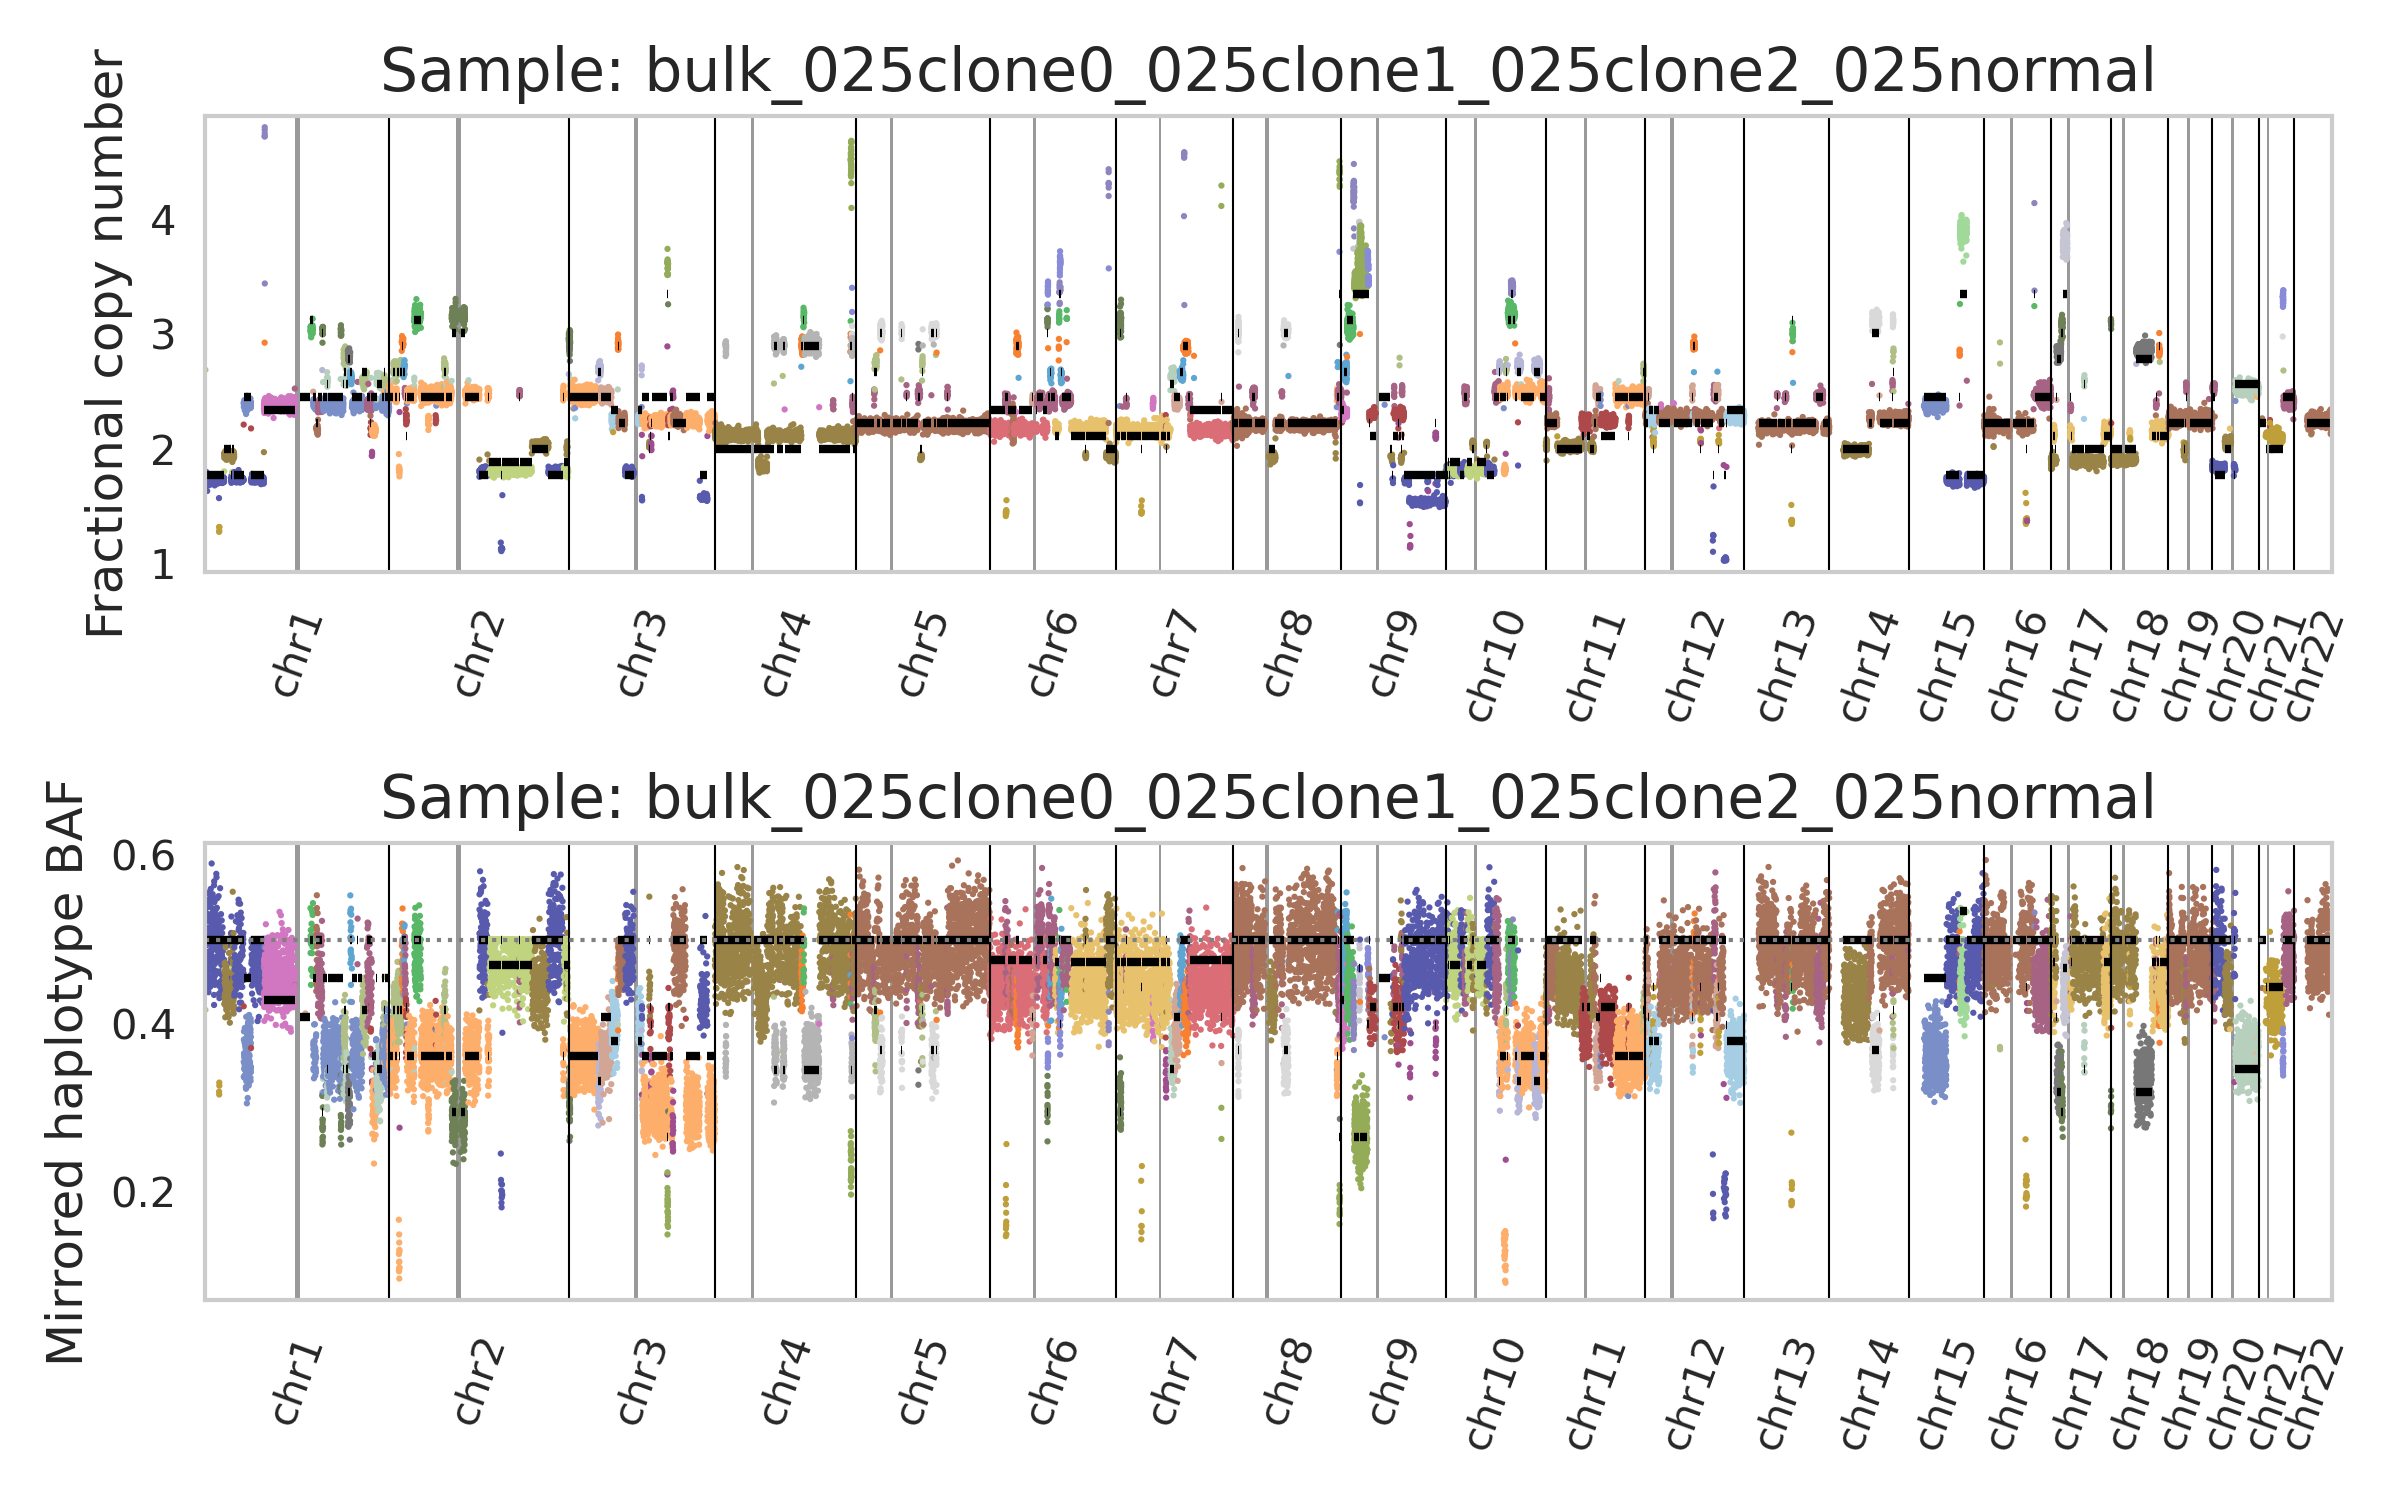 Sample: bulk_025clone0_025clone1_025clone2_025normal
Fractional copy number
4
3
2
1
chr1
chr2
chr3
chr4
chr5
chr6
chr7
chr8
chr9
chr10
chr11
chr12
chr13
chr14
chr15
chr16
chr17
chr18
chr19
chr20
chr21
chr22
Sample: bulk_025clone0_025clone1_025clone2_025normal
Mirrored haplotype BAF
0.6
0.4
0.2
chr1
chr2
chr3
chr4
chr5
chr6
chr7
chr8
chr9
chr10
chr11
chr12
chr13
chr14
chr15
chr16
chr17
chr18
chr19
chr20
chr21
chr22